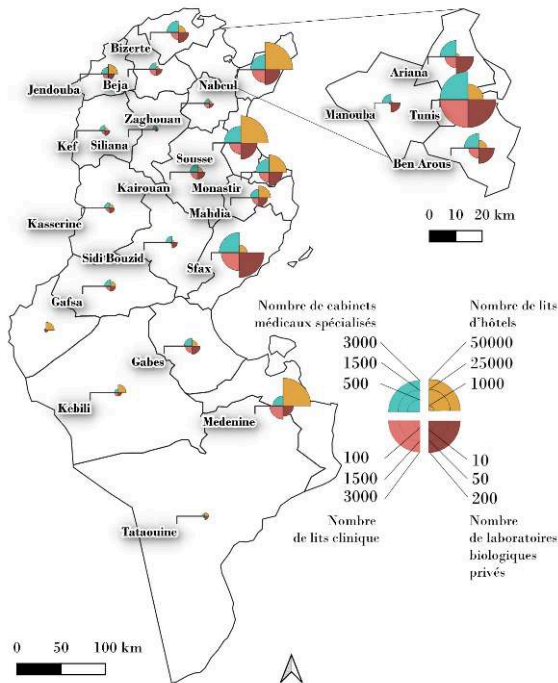 Bizerte
Ariana
Jendouba
Beja
Nabeul
Manouba
Tunis
Zaghouan
Kef
Siliana
Sousse
Ben Arous
Kairouan
Monastir
Mahdia
0 10 20 km
Kasserine
Sidi Bouzid
Sfax
Gafsa
Nombre de cabinets
médicaux spécialisés
3000
1500
500
Nombre de lits
d'hôtels
50000
25000
1000
Gabes
Kebili
Medenine
100
1500
3000
Nombre
de lits clinique
10
50
200
Nombre
de laboratoires
biologiques
privés
Tataouine
0 50 100 km